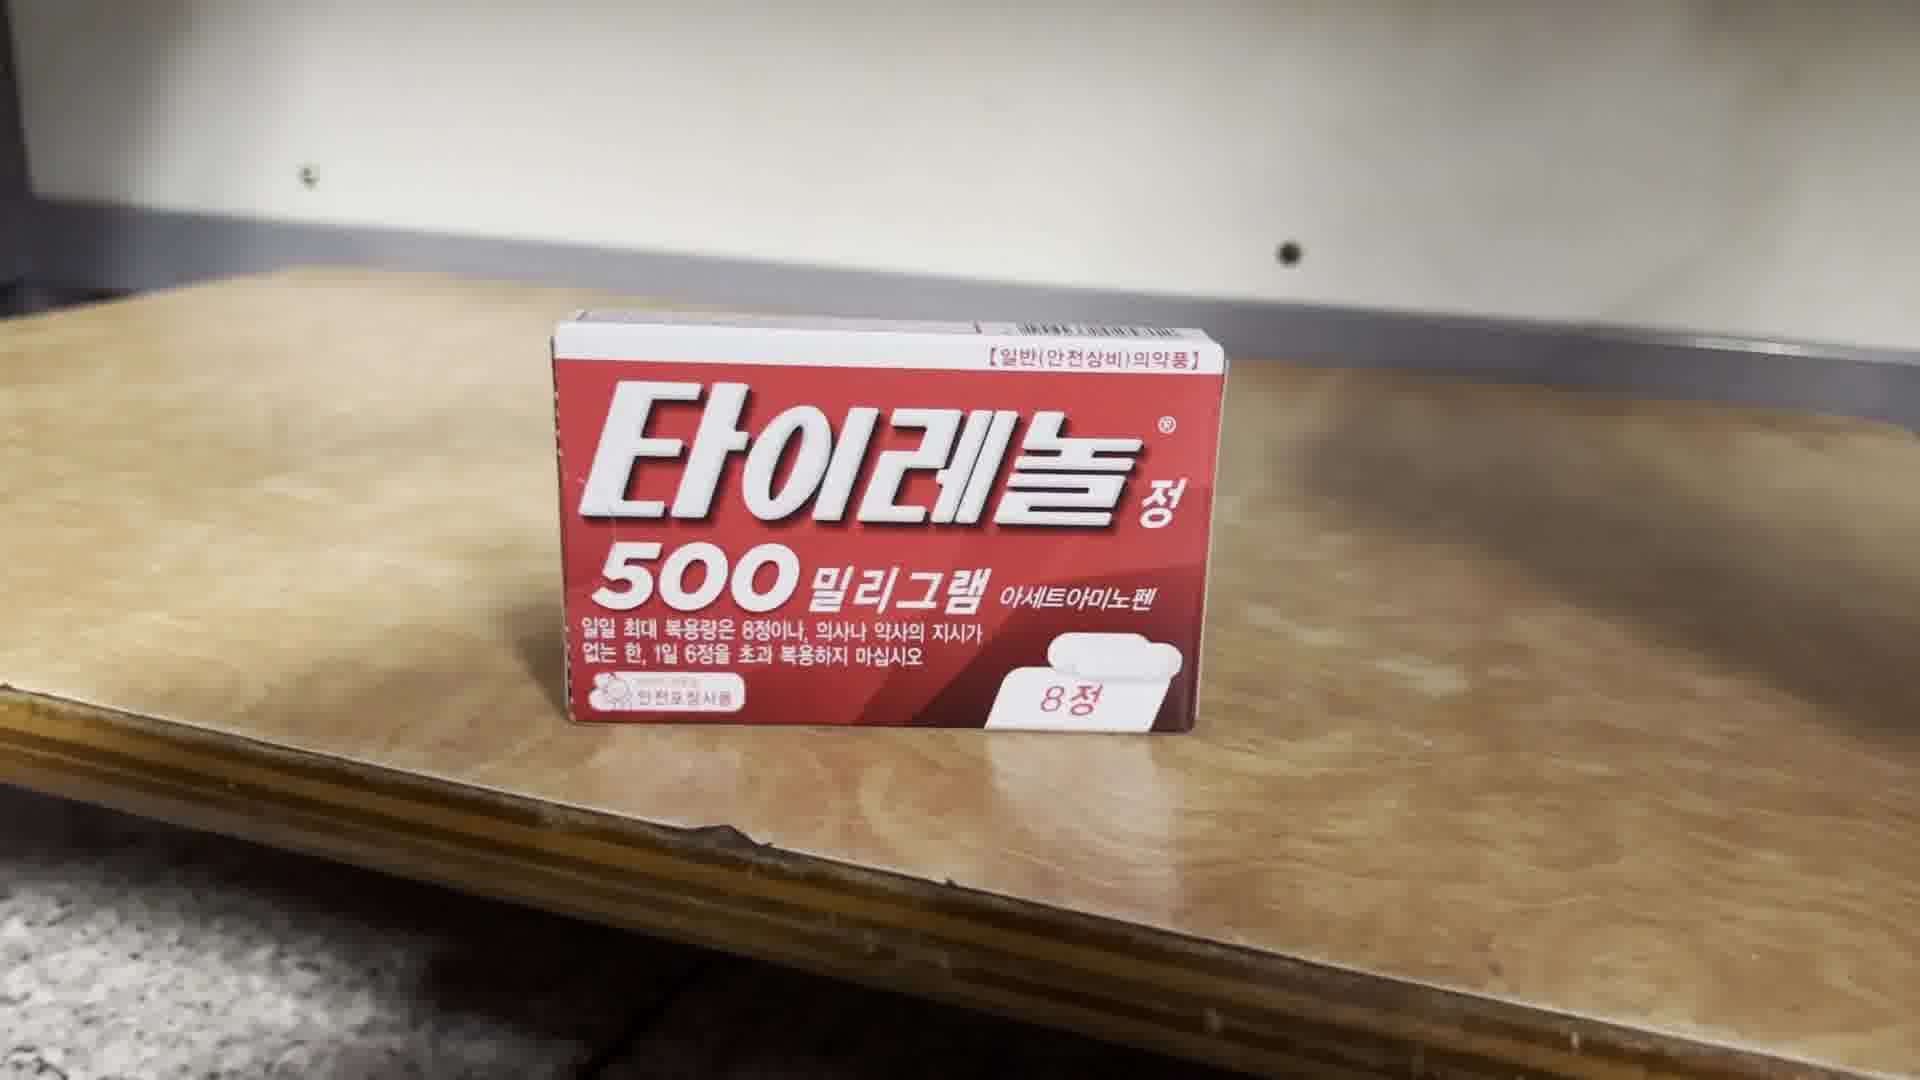 【일반(안전상비)의약품】
타이레놀® 정
500 밀리그램 아세트아미노펜
일일 최대 복용량은 8정이나, 의사나 약사의 지시가
없는 한, 1일 6정을 초과 복용하지 마십시오
안전포장사용
8정